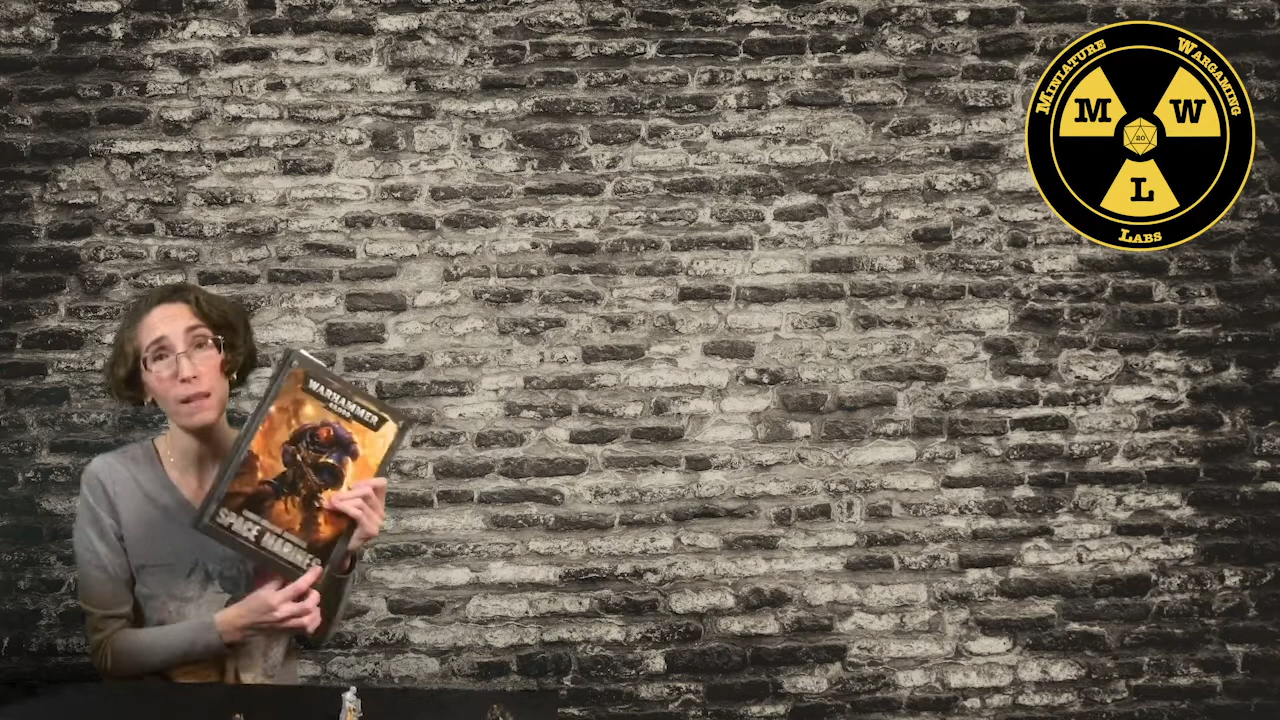 MINIATURE WARGAMING
M W
20
L
LABS
WARHAMMER
40,000
SPACE MARINES